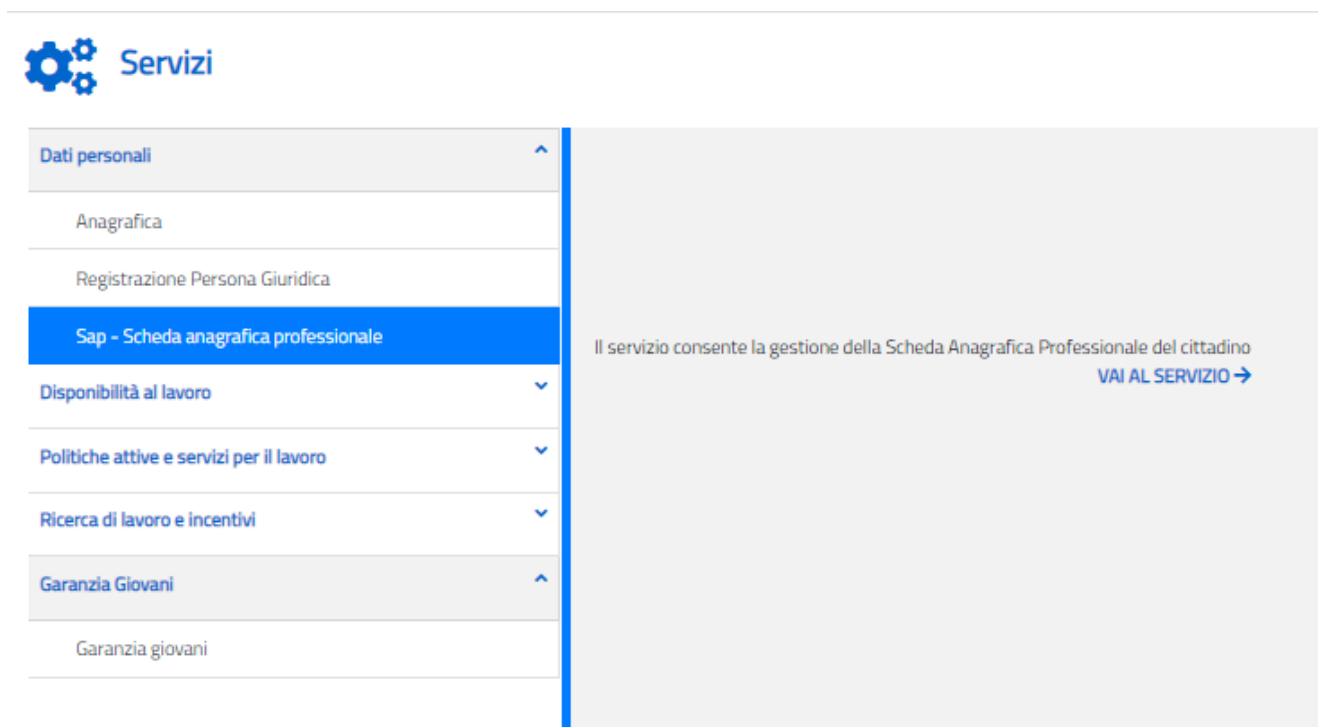 Servizi
Dati personali
Anagrafica
Registrazione Persona Giuridica
Sap - Scheda anagrafica professionale
Disponibilità al lavoro
Politiche attive e servizi per il lavoro
Ricerca di lavoro e incentivi
Garanzia Giovani
Garanzia giovani
Il servizio consente la gestione della Scheda Anagrafica Professionale del cittadino
VAI AL SERVIZIO →